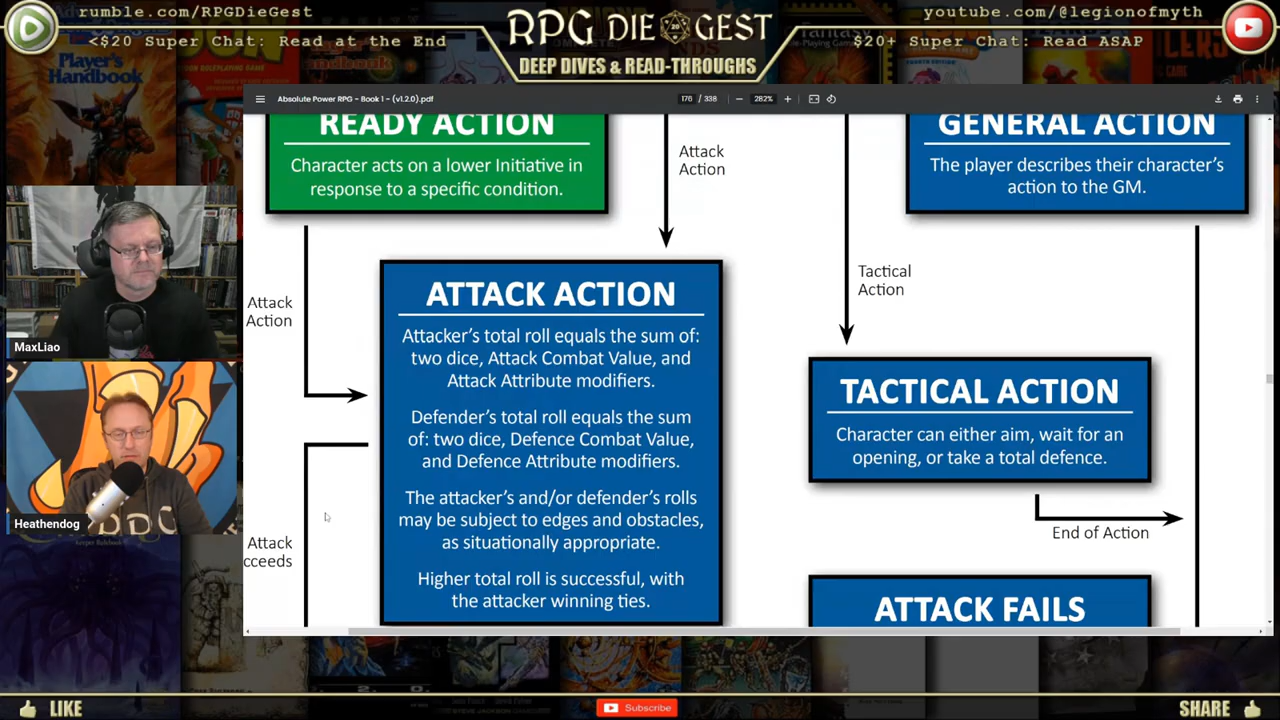 rumble.com/RPGDieGest
<$20 Super Chat: Read at the End
RPG DIE GEST
DEEP DIVES & READ-THROUGHS
youtube.com/@legionofmyth
$20+ Super Chat: Read ASAP
Player's
Handbook
Absolute Power RPG - Book 1 - (v1.2.0).pdf
176 / 338
282%
READY ACTION
Character acts on a lower Initiative in
response to a specific condition.
Attack
Action
GENERAL ACTION
The player describes their character's
action to the GM.
Attack
Action
ATTACK ACTION
Attacker's total roll equals the sum of:
two dice, Attack Combat Value, and
Attack Attribute modifiers.
Defender's total roll equals the sum
of: two dice, Defence Combat Value,
and Defence Attribute modifiers.
The attacker's and/or defender's rolls
may be subject to edges and obstacles,
as situationally appropriate.
Higher total roll is successful, with
the attacker winning ties.
Tactical
Action
TACTICAL ACTION
Character can either aim, wait for an
opening, or take a total defence.
End of Action
Attack
cceeds
ATTACK FAILS
MaxLiao
Heathendog
LIKE
Subscribe
SHARE